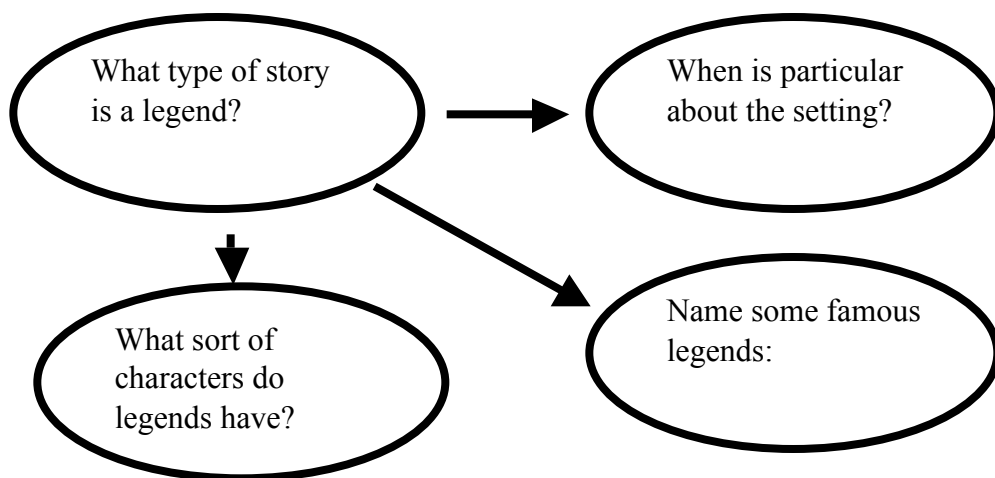 What type of story
is a legend?
When is particular
about the setting?
What sort of
characters do
legends have?
Name some famous
legends: